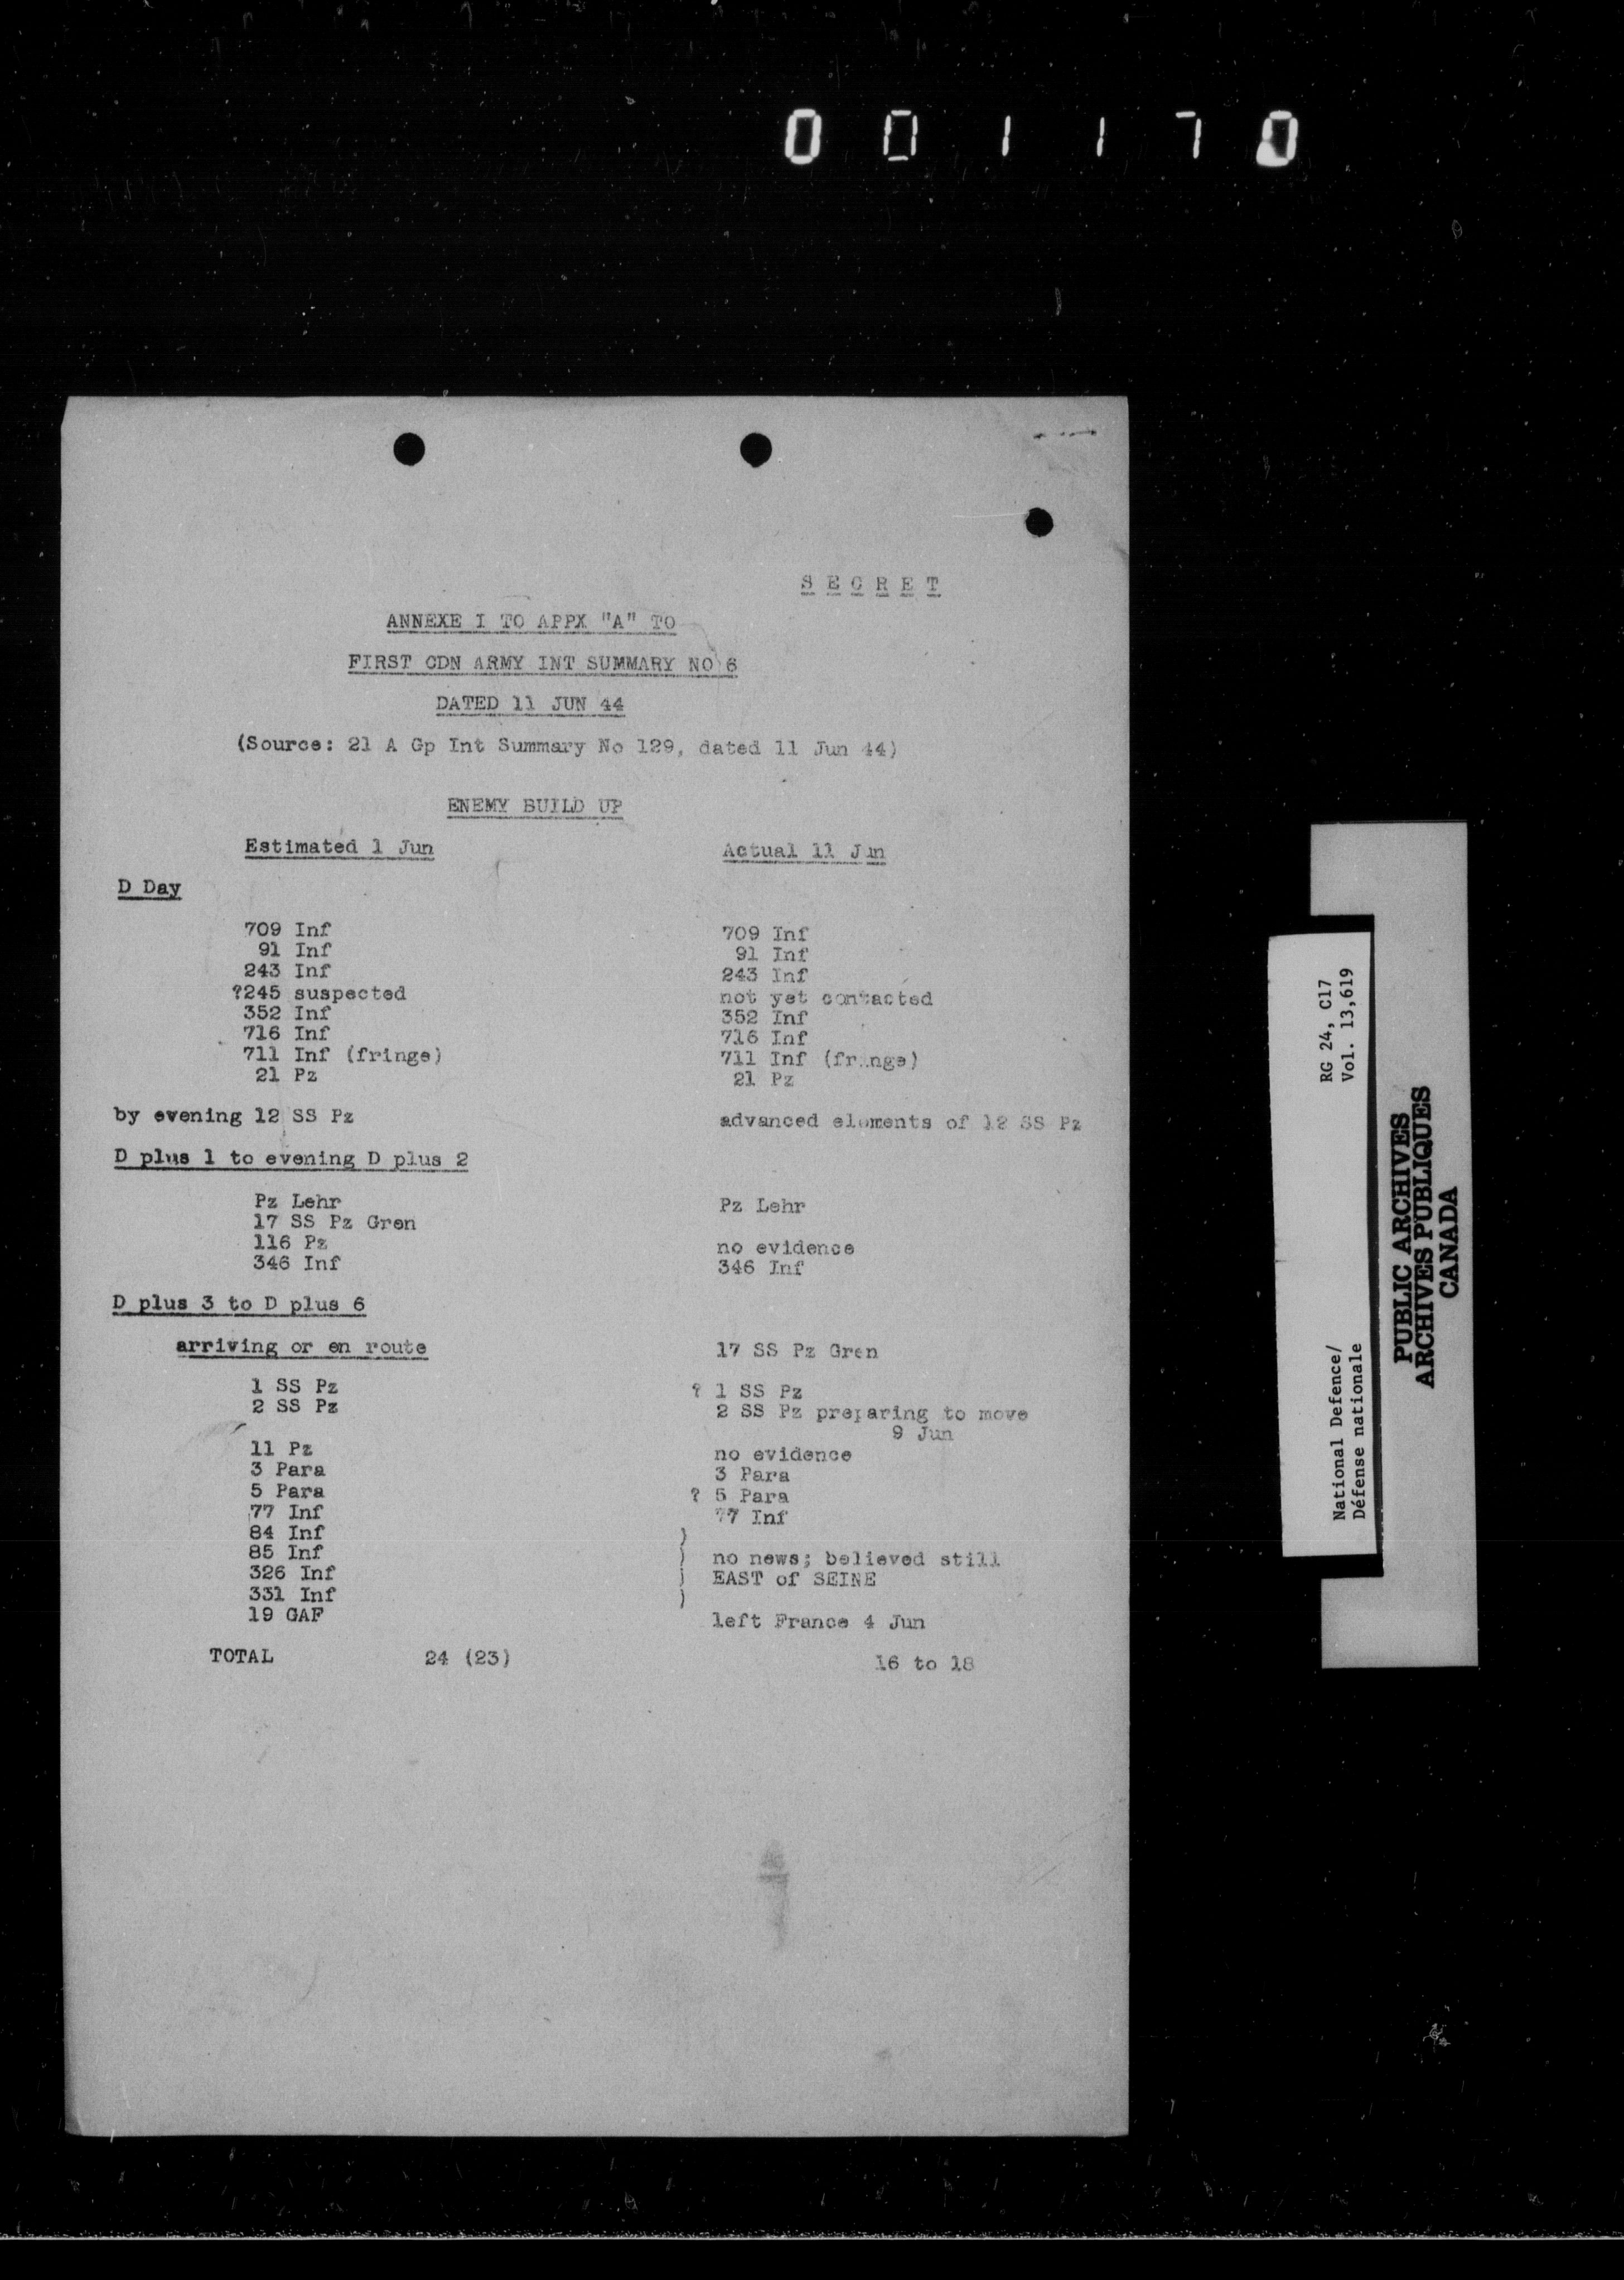 001170
S E C R E T
ANNEXE I TO APPX "A" TO
FIRST CDN ARMY INT SUMMARY NO 6
DATED 11 JUN 44
(Source: 21 A Gp Int Summary No 129, dated 11 Jun 44)
ENEMY BUILD UP
Estimated 1 Jun Actual 11 Jun
D Day
709 Inf 709 Inf
91 Inf 91 Inf
243 Inf 243 Inf
?245 suspected not yet contacted
352 Inf 352 Inf
716 Inf 716 Inf
711 Inf (fringe) 711 Inf (fringe)
21 Pz 21 Pz
by evening 12 SS Pz advanced elements of 12 SS Pz
D plus 1 to evening D plus 2
Pz Lehr Pz Lehr
17 SS Pz Gren
116 Pz no evidence
346 Inf 346 Inf
D plus 3 to D plus 6
arriving or en route 17 SS Pz Gren
1 SS Pz ? 1 SS Pz
2 SS Pz 2 SS Pz preparing to move
9 Jun
11 Pz no evidence
3 Para 3 Para
5 Para ? 5 Para
77 Inf 77 Inf
84 Inf )
85 Inf ) no news; believed still
326 Inf ) EAST of SEINE
331 Inf )
19 GAF left France 4 Jun
TOTAL 24 (23) 16 to 18
National Defence/ RG 24, C17
Défense nationale Vol. 13,619
PUBLIC ARCHIVES
ARCHIVES PUBLIQUES
CANADA